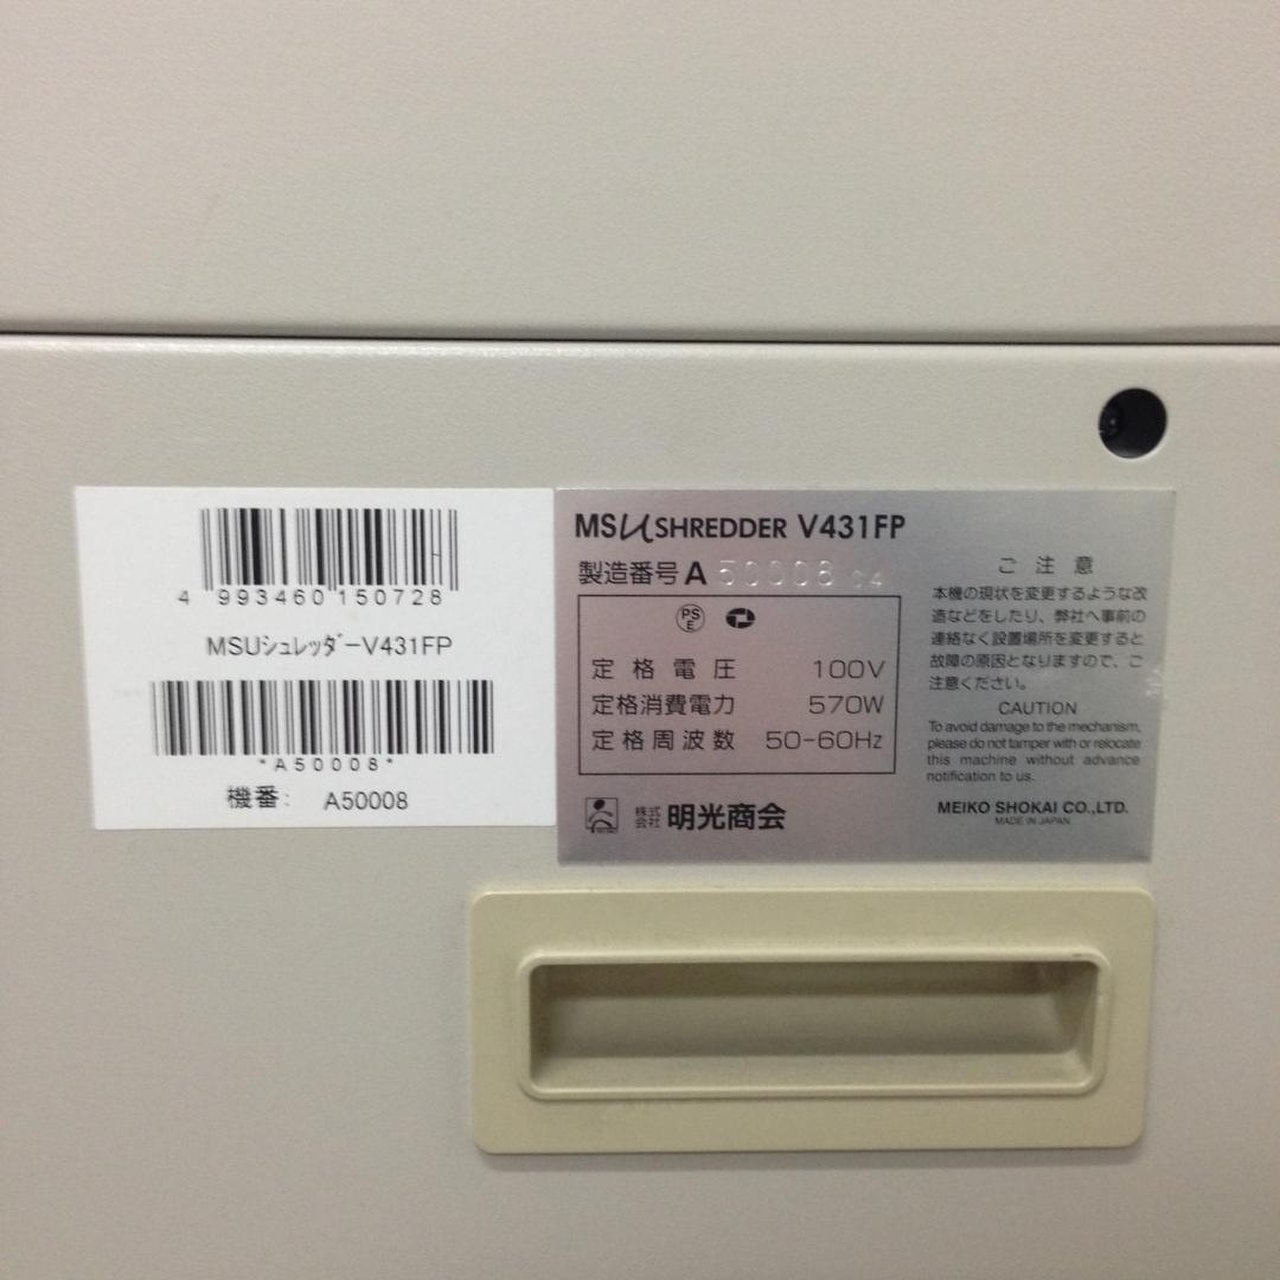 4 993460 150728
MSUシュレッダーV431FP
*A50008*
機番: A50008
MSU SHREDDER V431FP
製造番号 A 50008 04
PS
E
定格電圧 100V
定格消費電力 570W
定格周波数 50-60Hz
株式会社 明光商会
ご注意
本機の現状を変更するような改
造などをしたり、弊社へ事前の
連絡なく設置場所を変更すると
故障の原因となりますので、ご
注意ください。
CAUTION
To avoid damage to the mechanism,
please do not tamper with or relocate
this machine without advance
notification to us.
MEIKO SHOKAI CO.,LTD.
MADE IN JAPAN